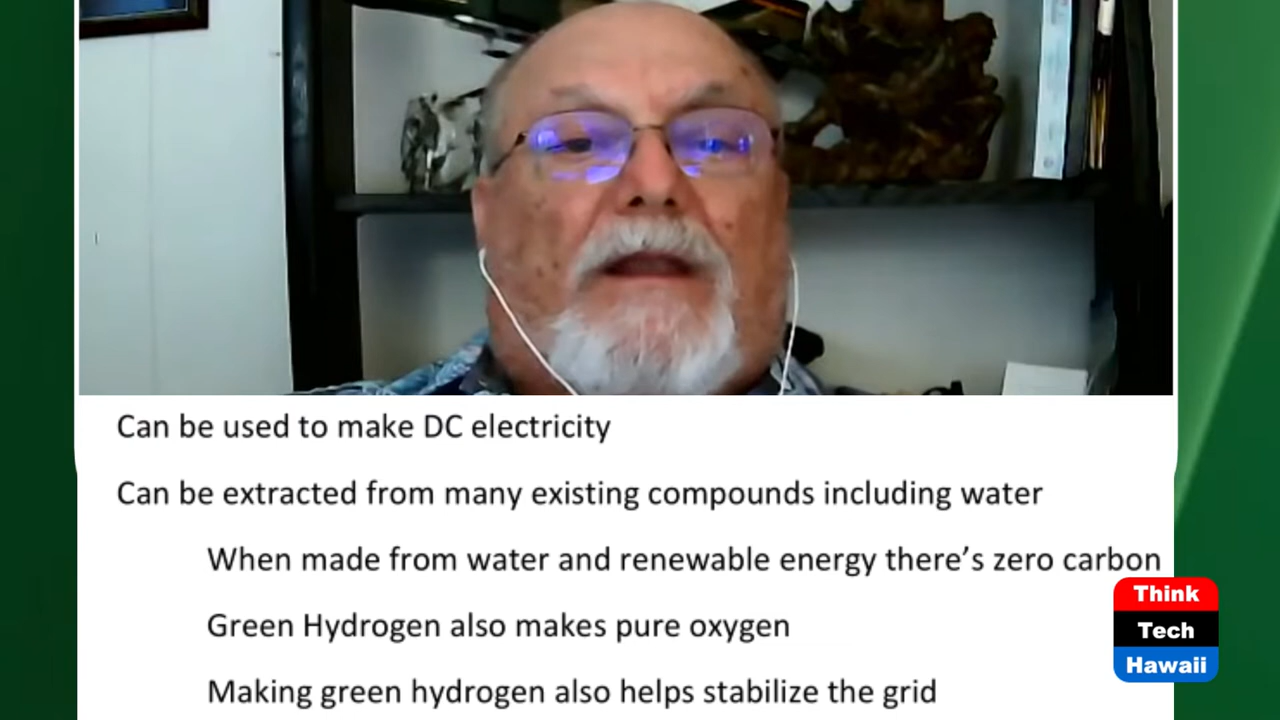 Can be used to make DC electricity
Can be extracted from many existing compounds including water
When made from water and renewable energy there’s zero carbon
Green Hydrogen also makes pure oxygen
Making green hydrogen also helps stabilize the grid
Think
Tech
Hawaii